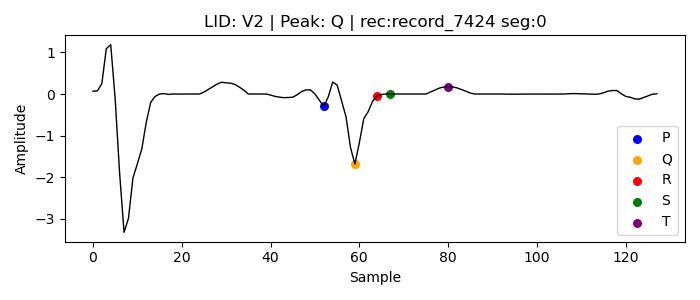 LID: V2 | Peak: Q | rec:record_7424 seg:0
Amplitude
1
0
−1
−2
−3
P
Q
R
S
T
0 20 40 60 80 100 120
Sample